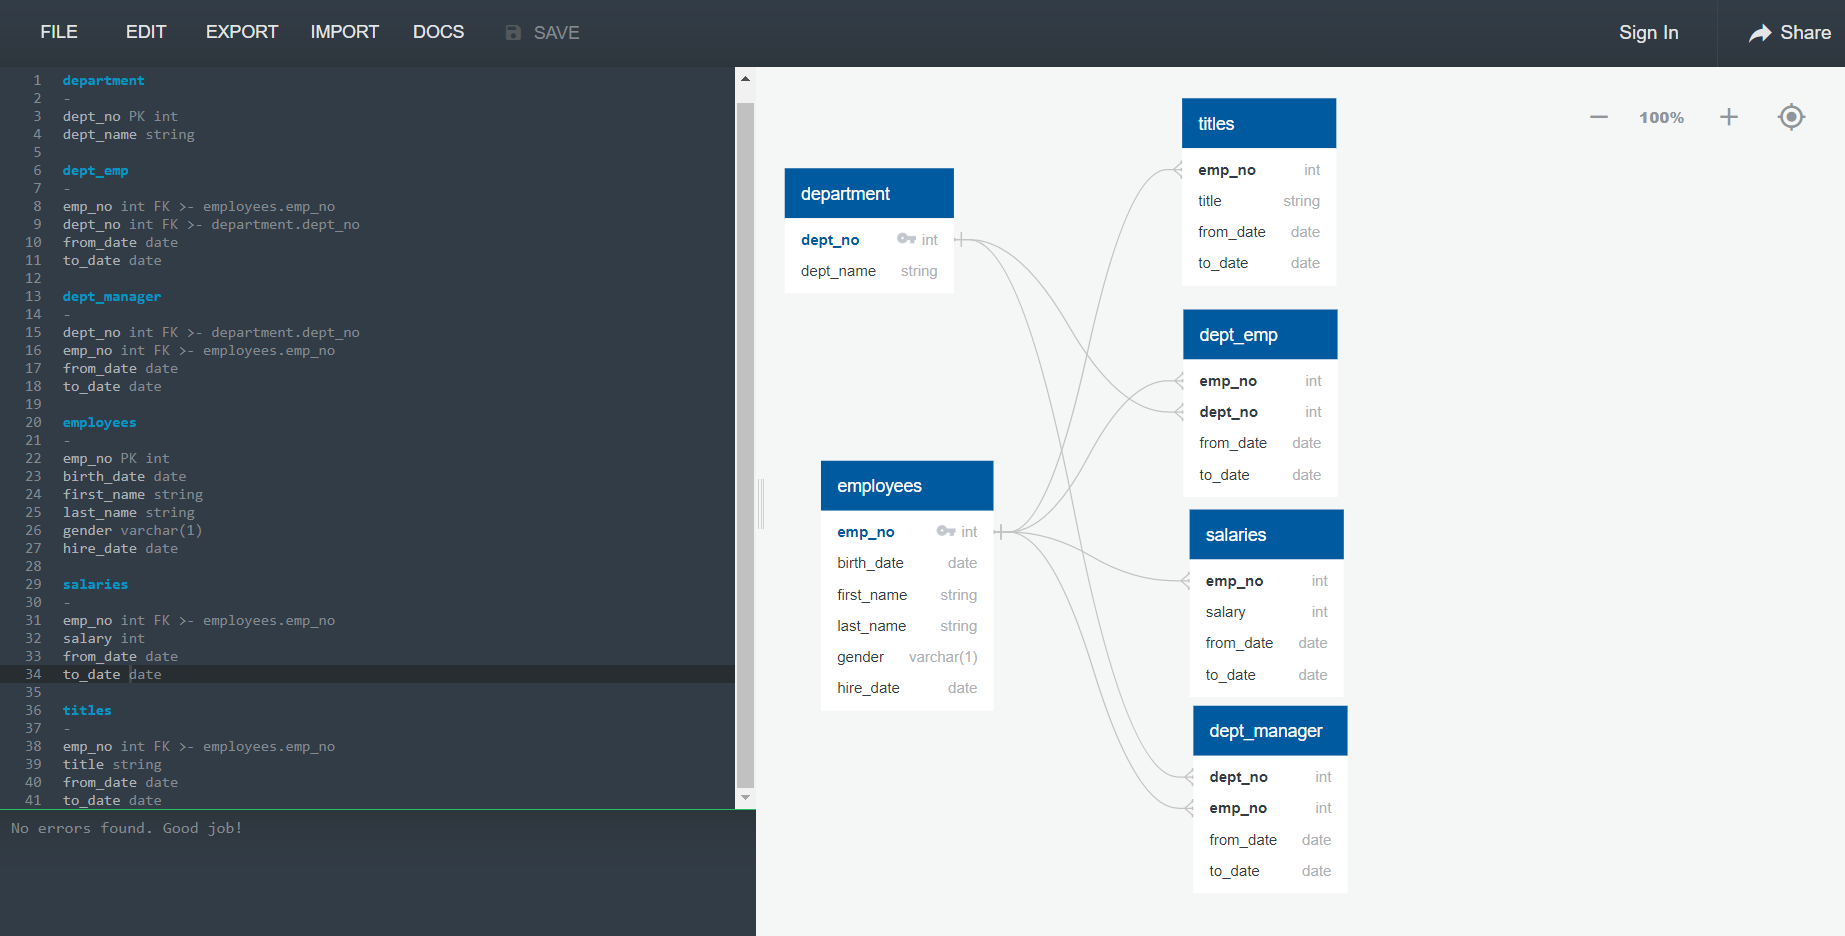 FILE EDIT EXPORT IMPORT DOCS SAVE Sign In Share
1 department
2 -
3 dept_no PK int
4 dept_name string
5
6 dept_emp
7 -
8 emp_no int FK >- employees.emp_no
9 dept_no int FK >- department.dept_no
10 from_date date
11 to_date date
12
13 dept_manager
14 -
15 dept_no int FK >- department.dept_no
16 emp_no int FK >- employees.emp_no
17 from_date date
18 to_date date
19
20 employees
21 -
22 emp_no PK int
23 birth_date date
24 first_name string
25 last_name string
26 gender varchar(1)
27 hire_date date
28
29 salaries
30 -
31 emp_no int FK >- employees.emp_no
32 salary int
33 from_date date
34 to_date date
35
36 titles
37 -
38 emp_no int FK >- employees.emp_no
39 title string
40 from_date date
41 to_date date
No errors found. Good job!
100%
department
dept_no int
dept_name string
employees
emp_no int
birth_date date
first_name string
last_name string
gender varchar(1)
hire_date date
titles
emp_no int
title string
from_date date
to_date date
dept_emp
emp_no int
dept_no int
from_date date
to_date date
salaries
emp_no int
salary int
from_date date
to_date date
dept_manager
dept_no int
emp_no int
from_date date
to_date date